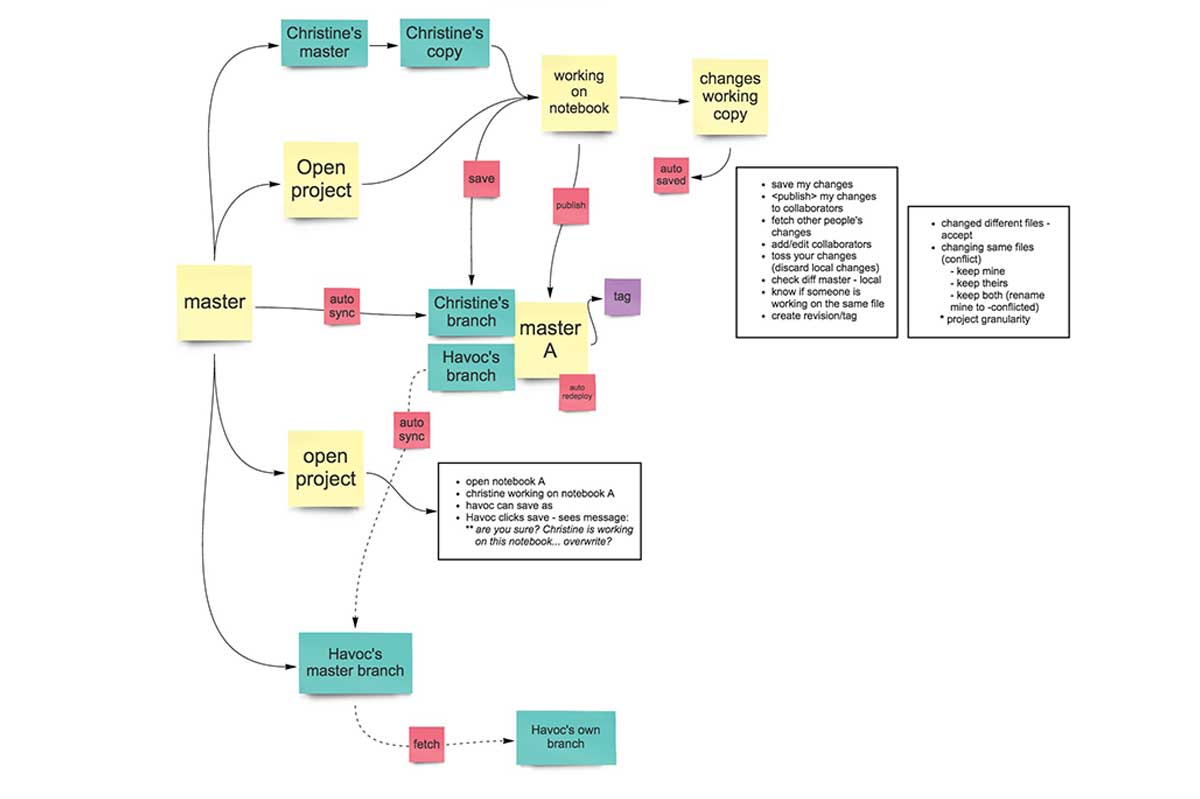 Christine's
master
Christine's
copy
working
on
notebook
changes
working
copy
Open
project
save
publish
auto
saved
• save my changes
• <publish> my changes
to collaborators
• fetch other people's
changes
• add/edit collaborators
• toss your changes
(discard local changes)
• check diff master - local
• know if someone is
working on the same file
• create revision/tag
• changed different files -
accept
• changing same files
(conflict)
- keep mine
- keep theirs
- keep both (rename
mine to -conflicted)
* project granularity
master
auto
sync
Christine's
branch
master
A
tag
Havoc's
branch
auto
redeploy
auto
sync
open
project
• open notebook A
• christine working on notebook A
• havoc can save as
• Havoc clicks save - sees message:
** are you sure? Christine is working
on this notebook... overwrite?
Havoc's
master branch
fetch
Havoc's own
branch